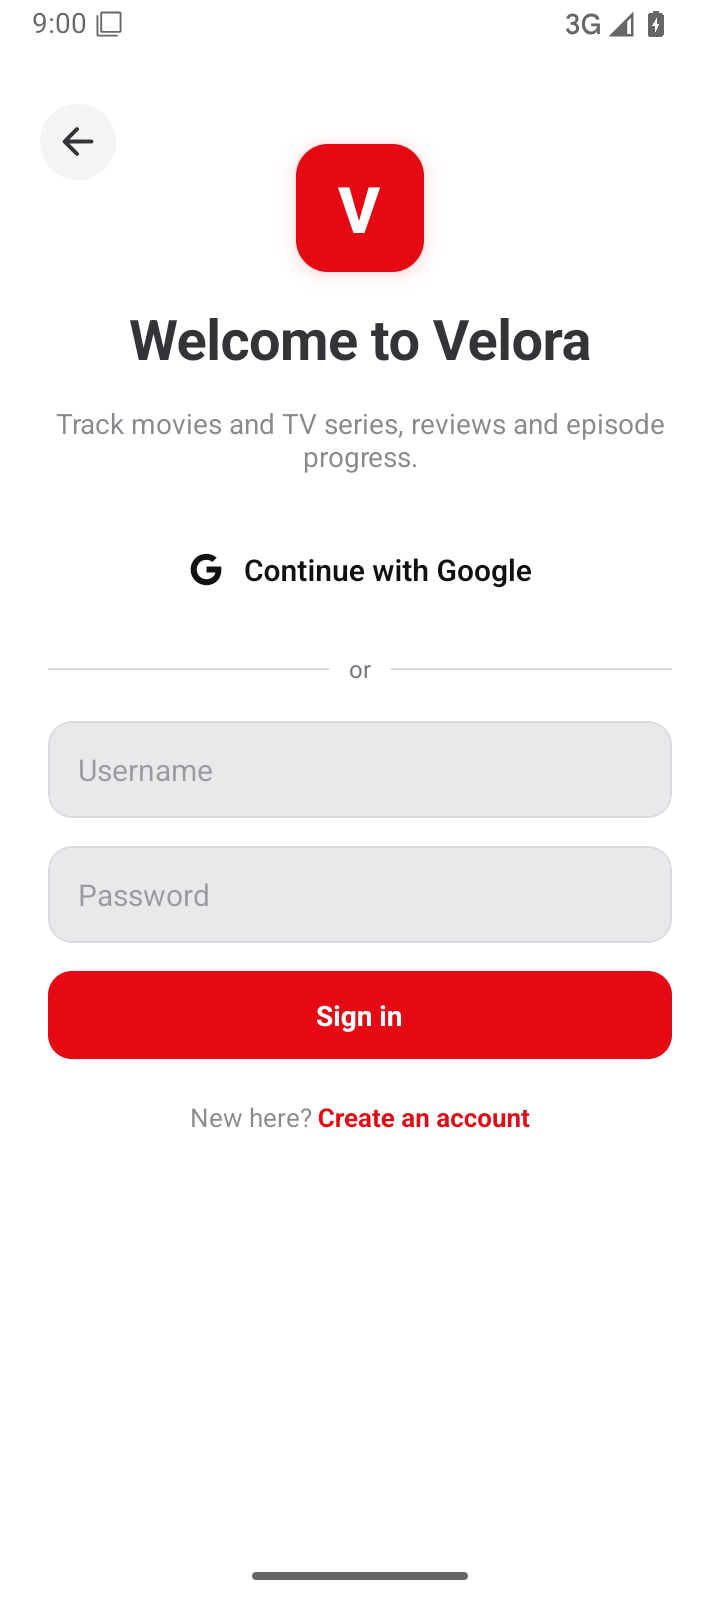 9:00
3G
V
Welcome to Velora
Track movies and TV series, reviews and episode
progress.
G Continue with Google
or
Username
Password
Sign in
New here? Create an account